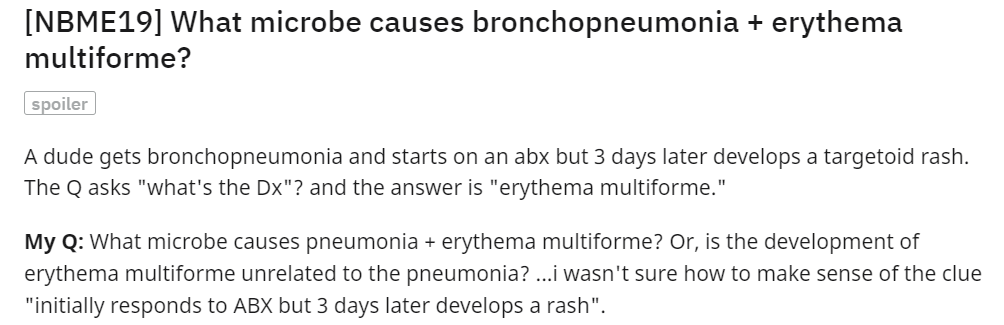 [NBME19] What microbe causes bronchopneumonia + erythema
multiforme?
spoiler
A dude gets bronchopneumonia and starts on an abx but 3 days later develops a targetoid rash.
The Q asks "what's the Dx"? and the answer is "erythema multiforme."
My Q: What microbe causes pneumonia + erythema multiforme? Or, is the development of
erythema multiforme unrelated to the pneumonia? ...i wasn't sure how to make sense of the clue
"initially responds to ABX but 3 days later develops a rash".